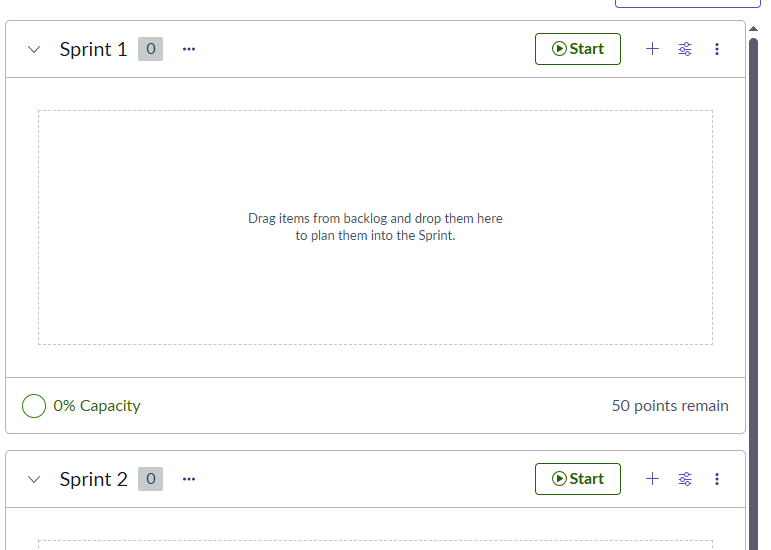 Sprint 1 0 Start
Drag items from backlog and drop them here
to plan them into the Sprint.
0% Capacity 50 points remain
Sprint 2 0 Start